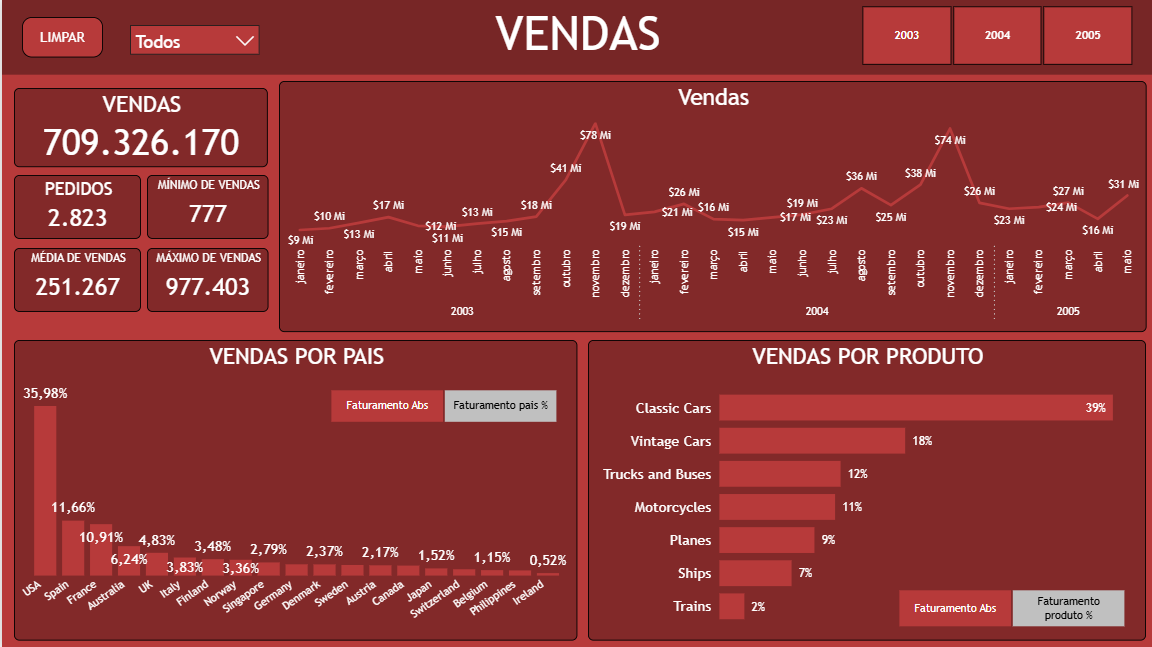 LIMPAR
Todos
VENDAS
2003
2004
2005
VENDAS
709.326.170
PEDIDOS
2.823
MÍNIMO DE VENDAS
777
MÉDIA DE VENDAS
251.267
MÁXIMO DE VENDAS
977.403
Vendas
$9 Mi
$10 Mi
$13 Mi
$17 Mi
$12 Mi
$11 Mi
$13 Mi
$15 Mi
$18 Mi
$41 Mi
$78 Mi
$19 Mi
$21 Mi
$26 Mi
$16 Mi
$15 Mi
$17 Mi
$19 Mi
$23 Mi
$36 Mi
$25 Mi
$38 Mi
$74 Mi
$26 Mi
$23 Mi
$24 Mi
$27 Mi
$16 Mi
$31 Mi
janeiro
fevereiro
março
abril
maio
junho
julho
agosto
setembro
outubro
novembro
dezembro
janeiro
fevereiro
março
abril
maio
junho
julho
agosto
setembro
outubro
novembro
dezembro
janeiro
fevereiro
março
abril
maio
2003
2004
2005
VENDAS POR PAIS
Faturamento Abs
Faturamento pais %
35,98%
11,66%
10,91%
6,24%
4,83%
3,83%
3,48%
3,36%
2,79%
2,37%
2,17%
1,52%
1,15%
0,52%
USA
Spain
France
Australia
UK
Italy
Finland
Norway
Singapore
Germany
Denmark
Sweden
Austria
Canada
Japan
Switzerland
Belgium
Philippines
Ireland
VENDAS POR PRODUTO
Classic Cars
39%
Vintage Cars
18%
Trucks and Buses
12%
Motorcycles
11%
Planes
9%
Ships
7%
Trains
2%
Faturamento Abs
Faturamento
produto %